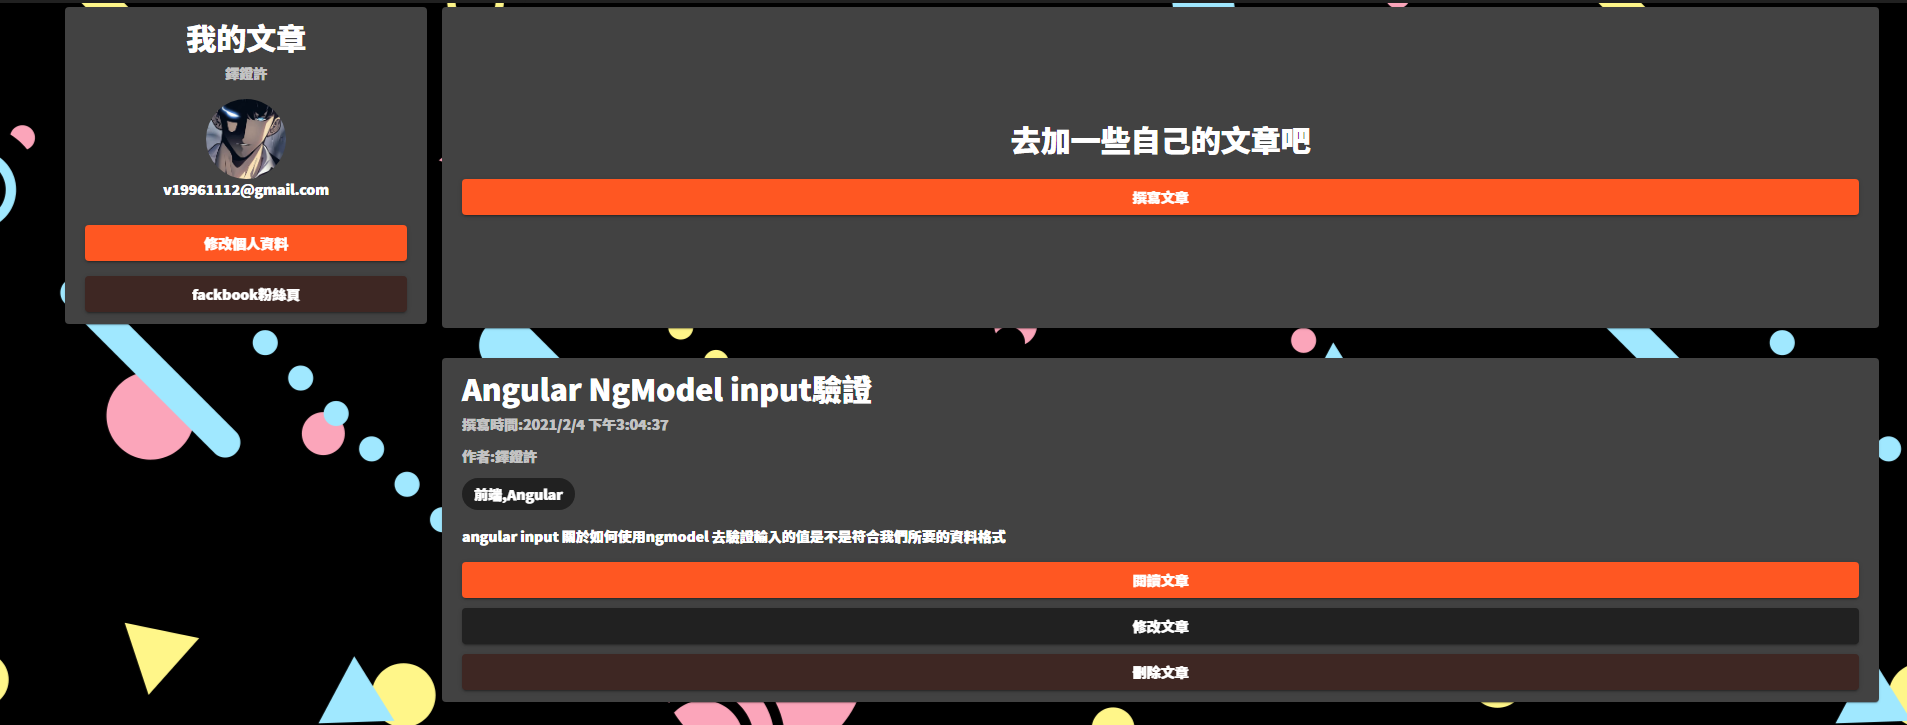 我的文章
鐸鐙許
v19961112@gmail.com
修改個人資料
fackbook粉絲頁
去加一些自己的文章吧
撰寫文章
Angular NgModel input驗證
撰寫時間:2021/2/4 下午3:04:37
作者:鐸鐙許
前端,Angular
angular input 關於如何使用ngmodel 去驗證輸入的值是不是符合我們所要的資料格式
閱讀文章
修改文章
刪除文章